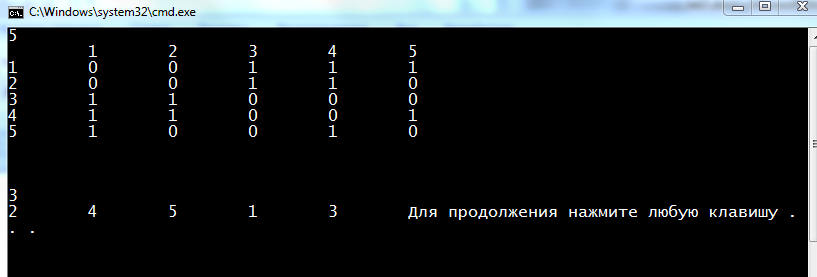 C:\Windows\system32\cmd.exe
5
1 2 3 4 5
1 0 0 1 1 1
2 0 0 1 1 0
3 1 1 0 0 0
4 1 1 0 0 1
5 1 0 0 1 0
3
2 4 5 1 3 Для продолжения нажмите любую клавишу .
. .